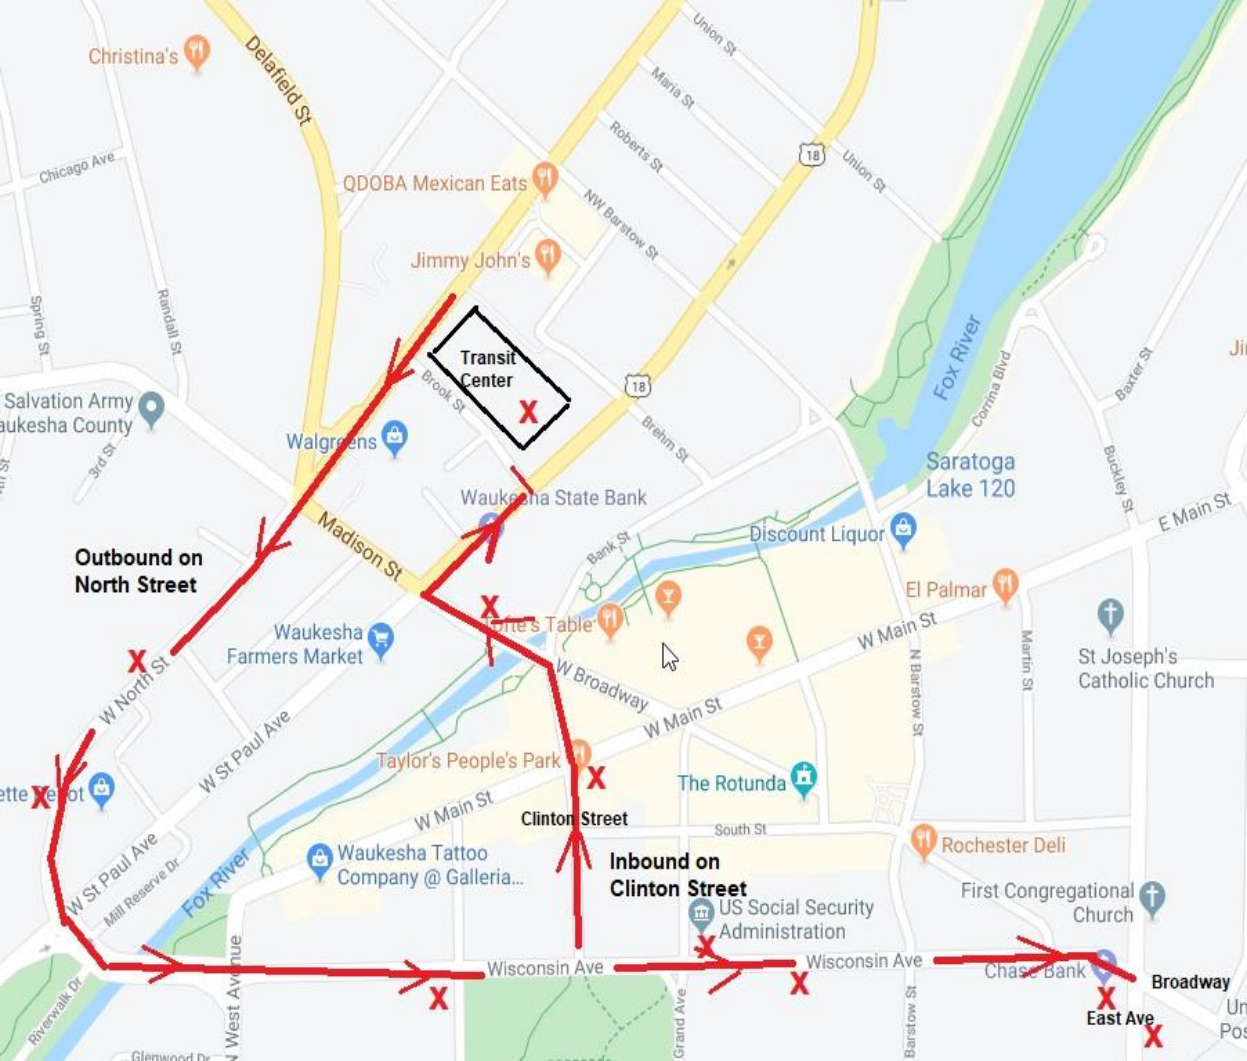 Union St
Christina's
Delafield St
Maria St
Roberts St
18
Union St
Chicago Ave
QDOBA Mexican Eats
NW Barstow St
Jimmy John's
Spring St
Randall St
Fox River
Transit
Center
X
Brook St
18
Corrina Blvd
Baxter St
Salvation Army
aukesha County
Walgreens
Brehm St
3rd St
Buckley St
Saratoga
Lake 120
Waukesha State Bank
E Main St
Madison St
Discount Liquor
Bank St
Outbound on
North Street
El Palmar
X
W Main St
Waukesha
Farmers Market
X
W North St
W Broadway
N Barstow St
Martin St
St Joseph's
Catholic Church
W St Paul Ave
W Main St
Taylor's People's Park
X
The Rotunda
X
W Main St
Clinton Street
South St
Rochester Deli
W St Paul Ave
Mill Reserve Dr
Fox River
Waukesha Tattoo
Company @ Galleria...
Inbound on
Clinton Street
First Congregational
Church
US Social Security
Administration
X
Wisconsin Ave
Wisconsin Ave
Chase Bank
Broadway
X
X
X
East Ave
X
Riverwalk Dr
N West Avenue
Grand Ave
Barstow St
Glenwood Dr